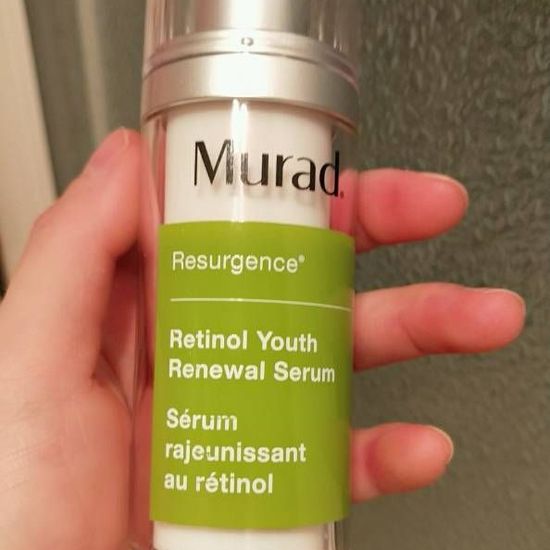 Murad.
Resurgence®
Retinol Youth
Renewal Serum
Sérum
rajeunissant
au rétinol